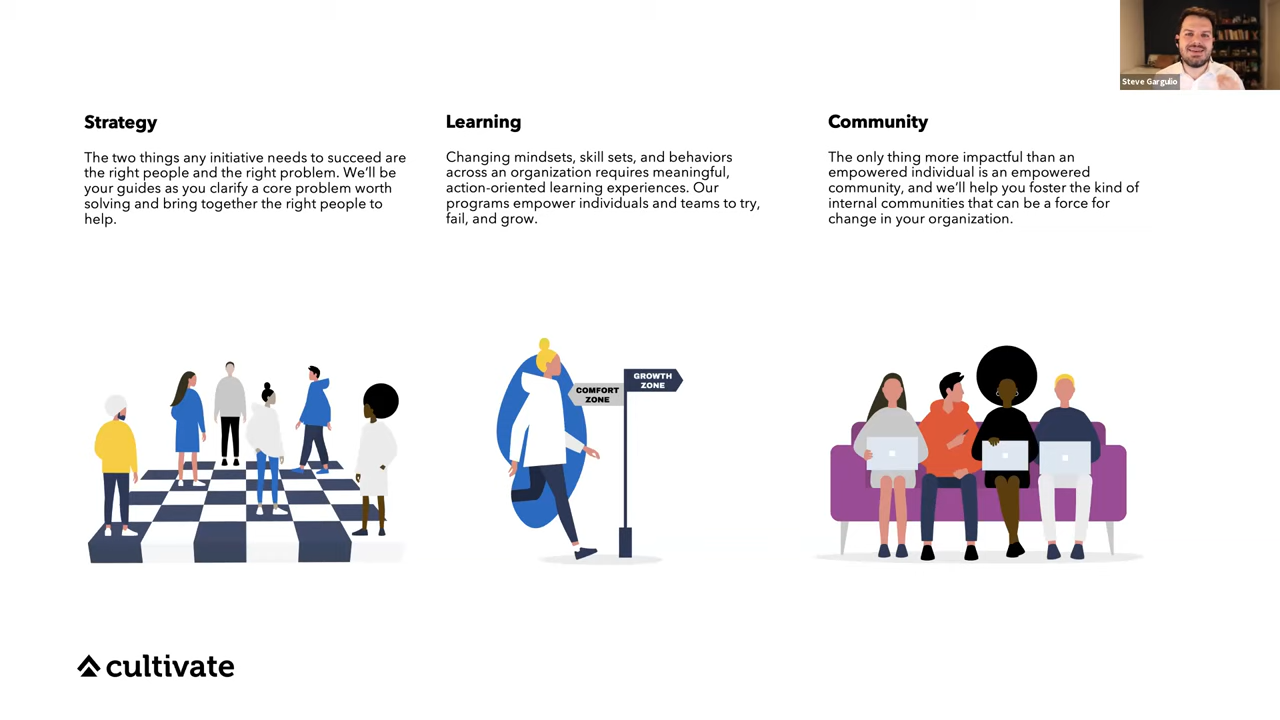 Steve Gargulio
Strategy
The two things any initiative needs to succeed are
the right people and the right problem. We’ll be
your guides as you clarify a core problem worth
solving and bring together the right people to
help.
Learning
Changing mindsets, skill sets, and behaviors
across an organization requires meaningful,
action-oriented learning experiences. Our
programs empower individuals and teams to try,
fail, and grow.
Community
The only thing more impactful than an
empowered individual is an empowered
community, and we’ll help you foster the kind of
internal communities that can be a force for
change in your organization.
COMFORT
ZONE
GROWTH
ZONE
cultivate